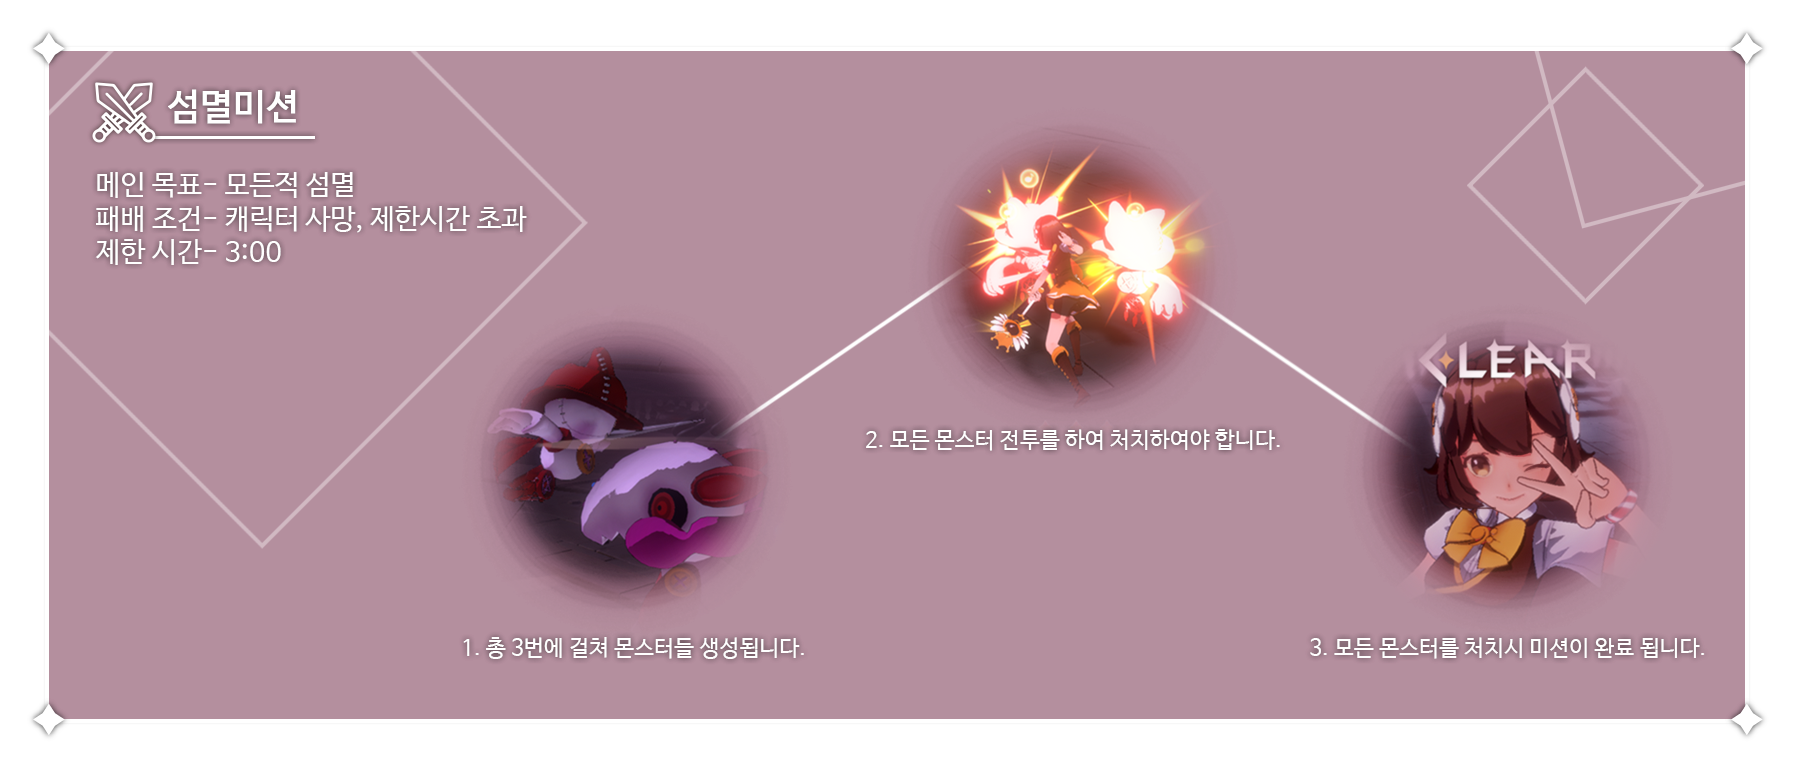 섬멸미션
메인 목표- 모든적 섬멸
패배 조건- 캐릭터 사망, 제한시간 초과
제한 시간- 3:00
1. 총 3번에 걸쳐 몬스터들 생성됩니다.
2. 모든 몬스터 전투를 하여 처치하여야 합니다.
CLEAR
3. 모든 몬스터를 처치시 미션이 완료 됩니다.